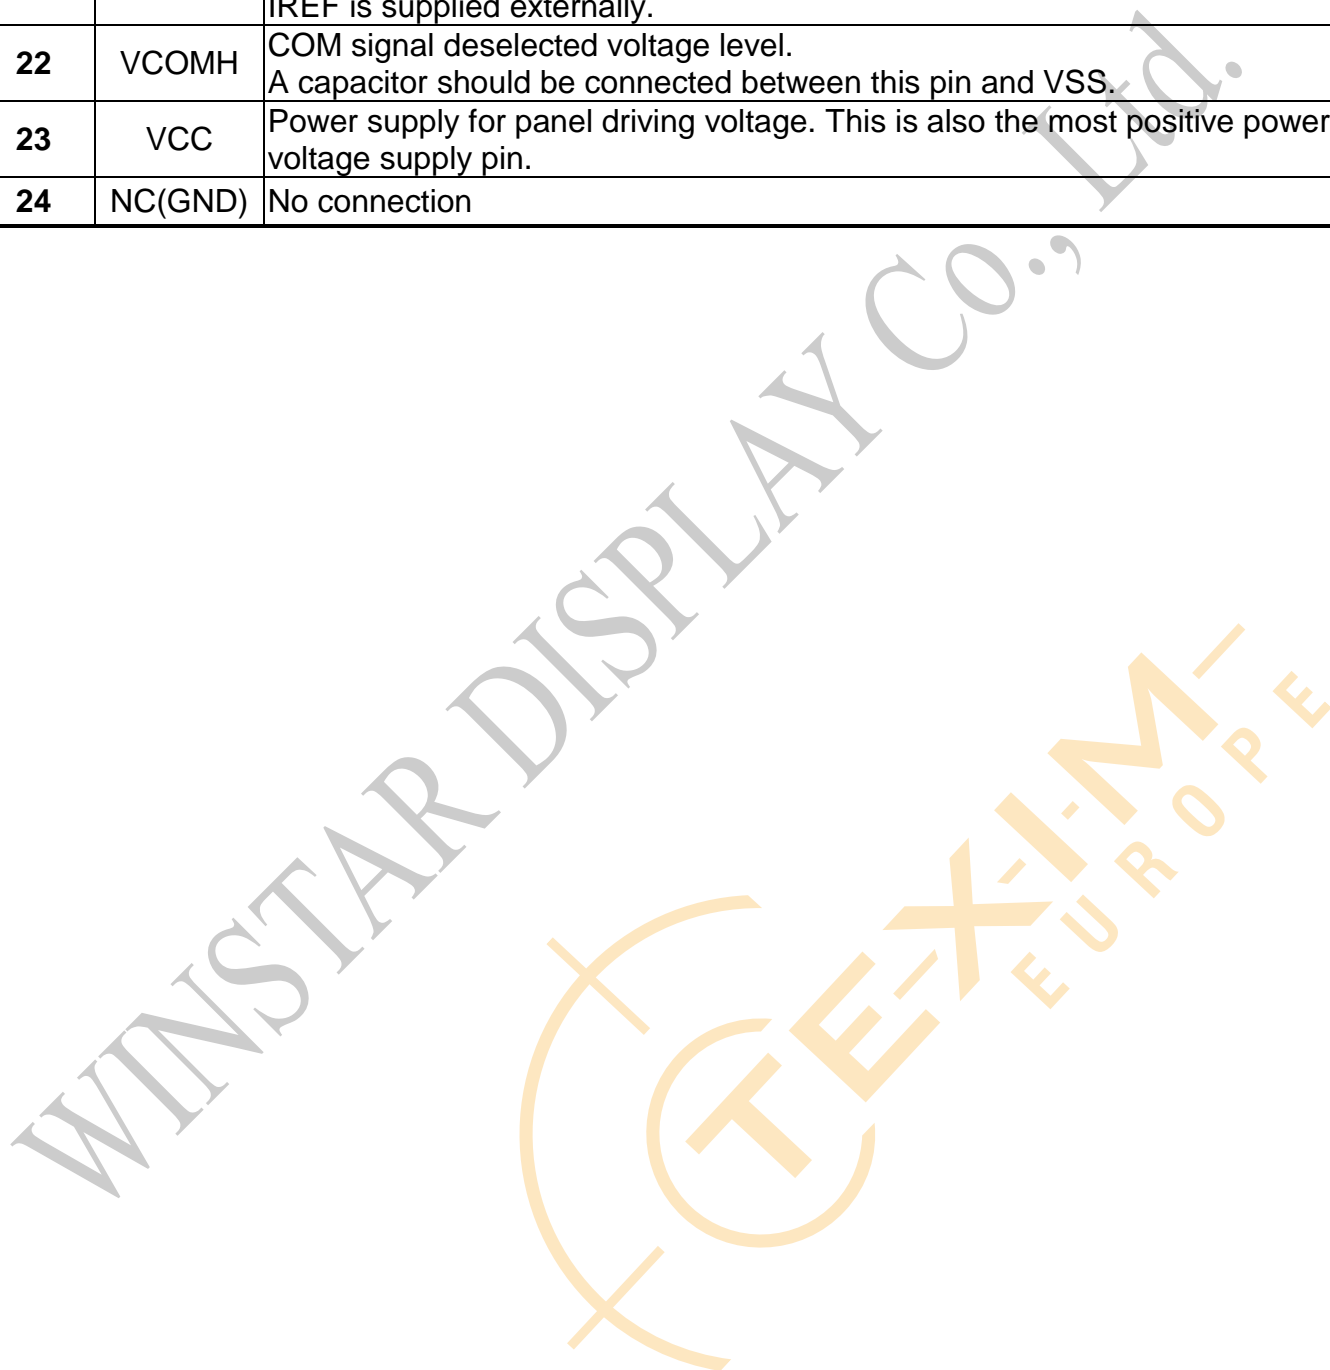 IREF is supplied externally.
22 VCOMH COM signal deselected voltage level.
A capacitor should be connected between this pin and VSS.
23 VCC Power supply for panel driving voltage. This is also the most positive power
voltage supply pin.
24 NC(GND) No connection
WINSTAR DISPLAY Co., Ltd.
TEXIM
EUROPE